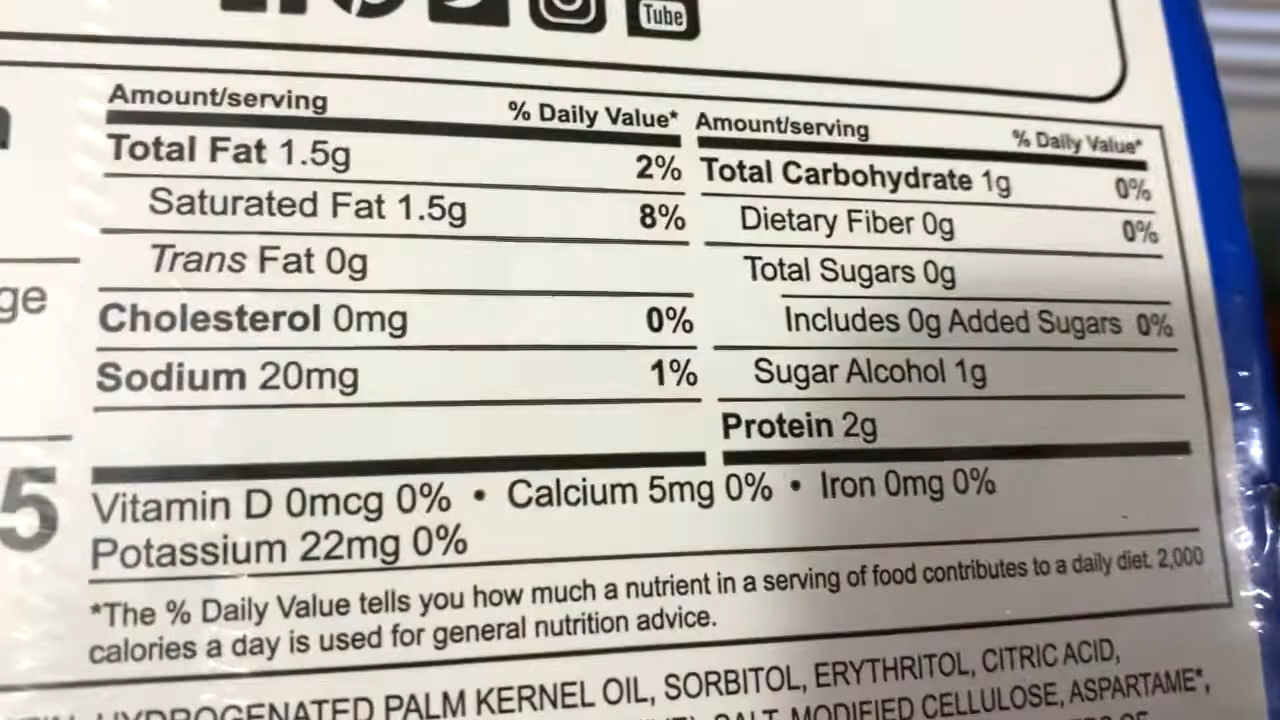 Tube
Amount/serving % Daily Value*
Total Fat 1.5g 2%
Saturated Fat 1.5g 8%
Trans Fat 0g
Cholesterol 0mg 0%
Sodium 20mg 1%
Amount/serving % Daily Value*
Total Carbohydrate 1g 0%
Dietary Fiber 0g 0%
Total Sugars 0g
Includes 0g Added Sugars 0%
Sugar Alcohol 1g
Protein 2g
ge
5
Vitamin D 0mcg 0% • Calcium 5mg 0% • Iron 0mg 0%
Potassium 22mg 0%
*The % Daily Value tells you how much a nutrient in a serving of food contributes to a daily diet. 2,000
calories a day is used for general nutrition advice.
HYDROGENATED PALM KERNEL OIL, SORBITOL, ERYTHRITOL, CITRIC ACID,
SALT, MODIFIED CELLULOSE, ASPARTAME*,
OF